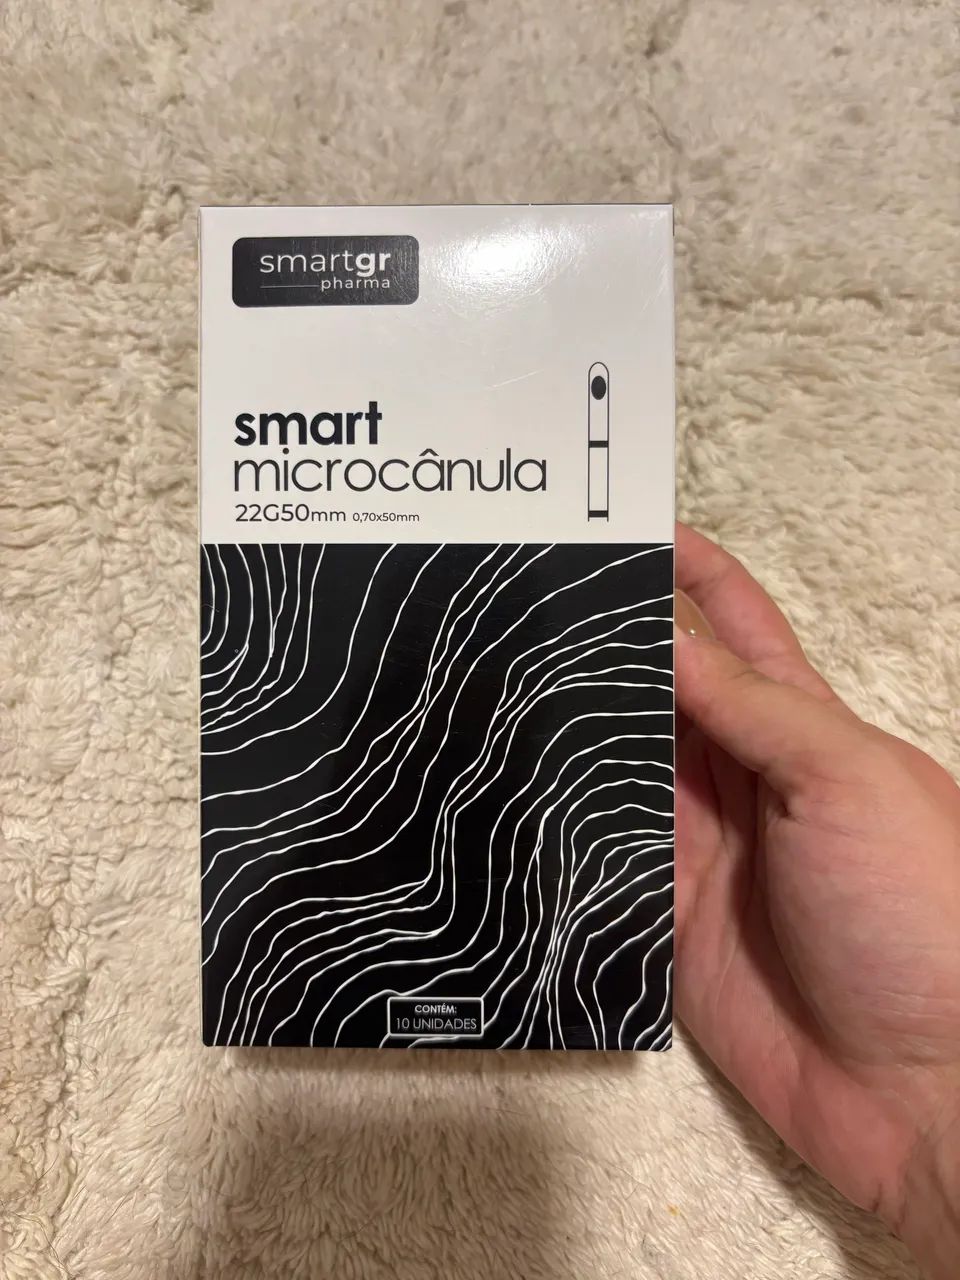 smartgr
pharma
smart
microcânula
22G50mm 0,70x50mm
CONTÉM:
10 UNIDADES